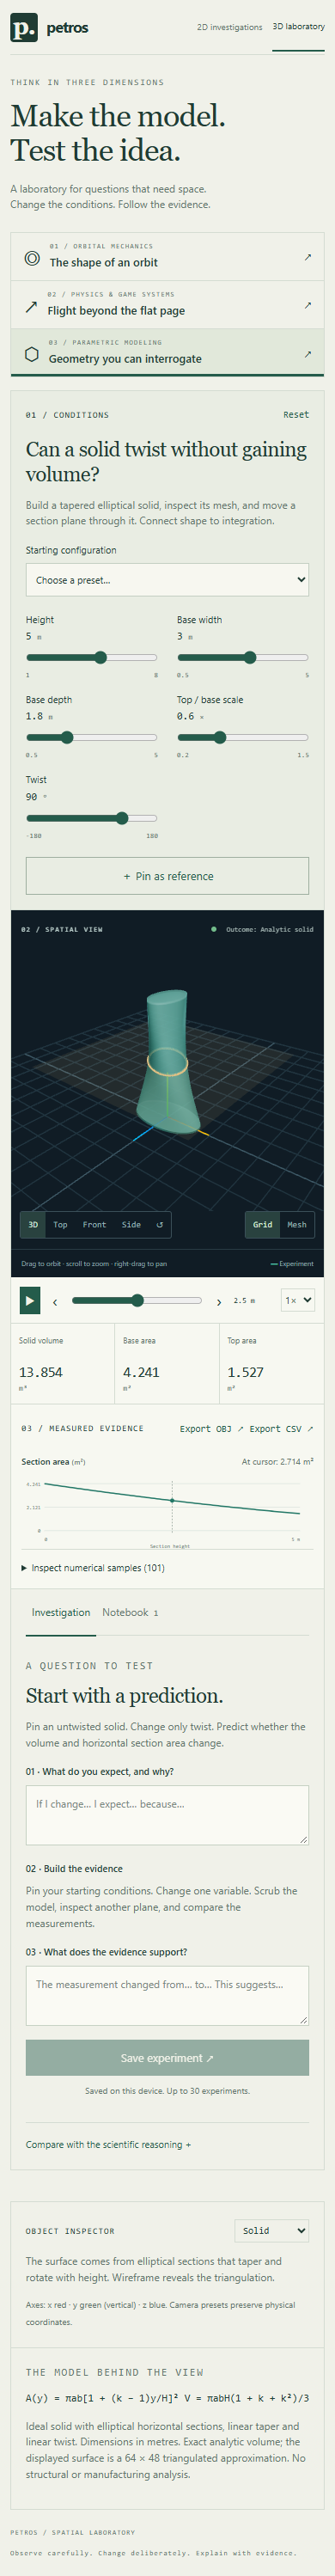 p. petros
2D investigations
3D laboratory
THINK IN THREE DIMENSIONS
Make the model.
Test the idea.
A laboratory for questions that need space.
Change the conditions. Follow the evidence.
01 / ORBITAL MECHANICS
The shape of an orbit ↗
02 / PHYSICS & GAME SYSTEMS
Flight beyond the flat page ↗
03 / PARAMETRIC MODELING
Geometry you can interrogate ↗
01 / CONDITIONS
Reset
Can a solid twist without gaining
volume?
Build a tapered elliptical solid, inspect its mesh, and move a
section plane through it. Connect shape to integration.
Starting configuration
Choose a preset...
Height
5 m
1 8
Base width
3 m
0.5 5
Base depth
1.8 m
0.5 5
Top / base scale
0.6 ×
0.2 1.5
Twist
90 °
-180 180
+ Pin as reference
02 / SPATIAL VIEW
Outcome: Analytic solid
3D Top Front Side ↺
Grid Mesh
Drag to orbit · scroll to zoom · right-drag to pan
Experiment
2.5 m
1×
Solid volume
13.854
m³
Base area
4.241
m²
Top area
1.527
m²
03 / MEASURED EVIDENCE
Export OBJ ↗ Export CSV ↗
Section area (m²)
At cursor: 2.714 m²
4.241
2.121
0
0
5 m
Section height
▶ Inspect numerical samples (101)
Investigation
Notebook 1
A QUESTION TO TEST
Start with a prediction.
Pin an untwisted solid. Change only twist. Predict whether the
volume and horizontal section area change.
01 · What do you expect, and why?
If I change... I expect... because...
02 · Build the evidence
Pin your starting conditions. Change one variable. Scrub the
model, inspect another plane, and compare the
measurements.
03 · What does the evidence support?
The measurement changed from... to... This suggests...
Save experiment ↗
Saved on this device. Up to 30 experiments.
Compare with the scientific reasoning +
OBJECT INSPECTOR
Solid
The surface comes from elliptical sections that taper and
rotate with height. Wireframe reveals the triangulation.
Axes: x red · y green (vertical) · z blue. Camera presets preserve physical
coordinates.
THE MODEL BEHIND THE VIEW
A(y) = πab[1 + (k − 1)y/H]² V = πabH(1 + k + k²)/3
Ideal solid with elliptical horizontal sections, linear taper and
linear twist. Dimensions in metres. Exact analytic volume; the
displayed surface is a 64 × 48 triangulated approximation. No
structural or manufacturing analysis.
PETROS / SPATIAL LABORATORY
Observe carefully. Change deliberately. Explain with evidence.